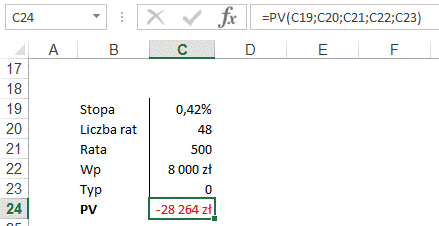 C24 fx =PV(C19;C20;C21;C22;C23)
A B C D E F
17
18
19 Stopa 0,42%
20 Liczba rat 48
21 Rata 500
22 Wp 8 000 zł
23 Typ 0
24 PV -28 264 zł